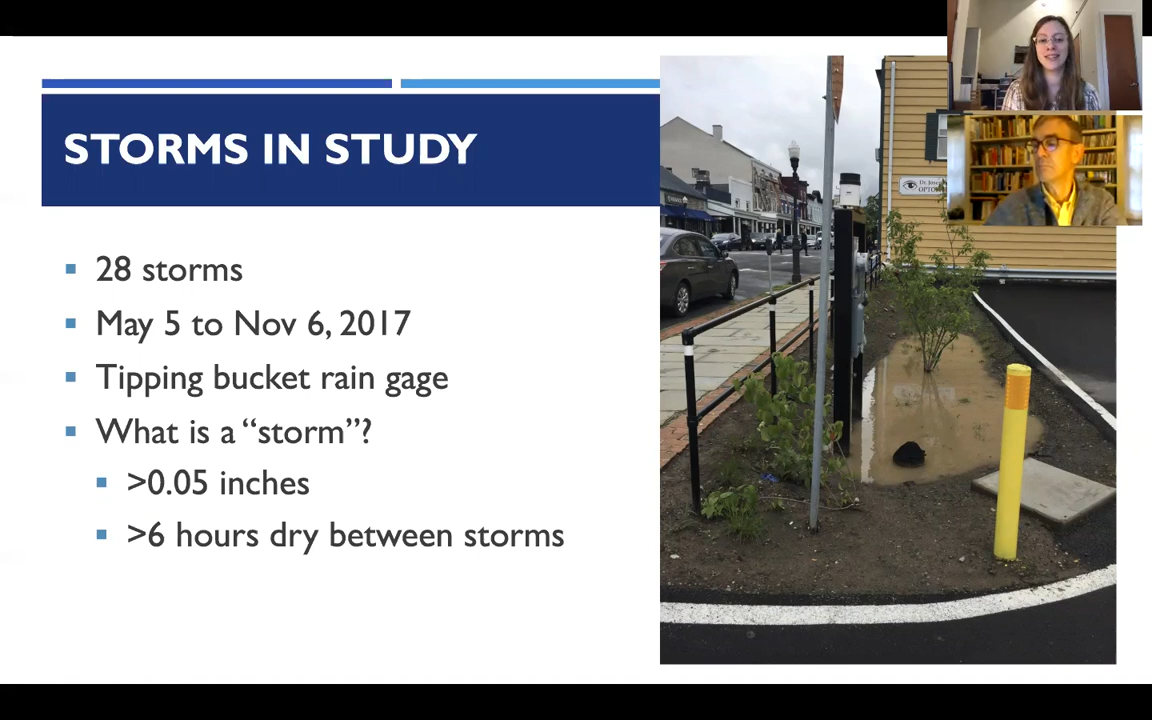 STORMS IN STUDY
28 storms
May 5 to Nov 6, 2017
Tipping bucket rain gage
What is a “storm”?
>0.05 inches
>6 hours dry between storms